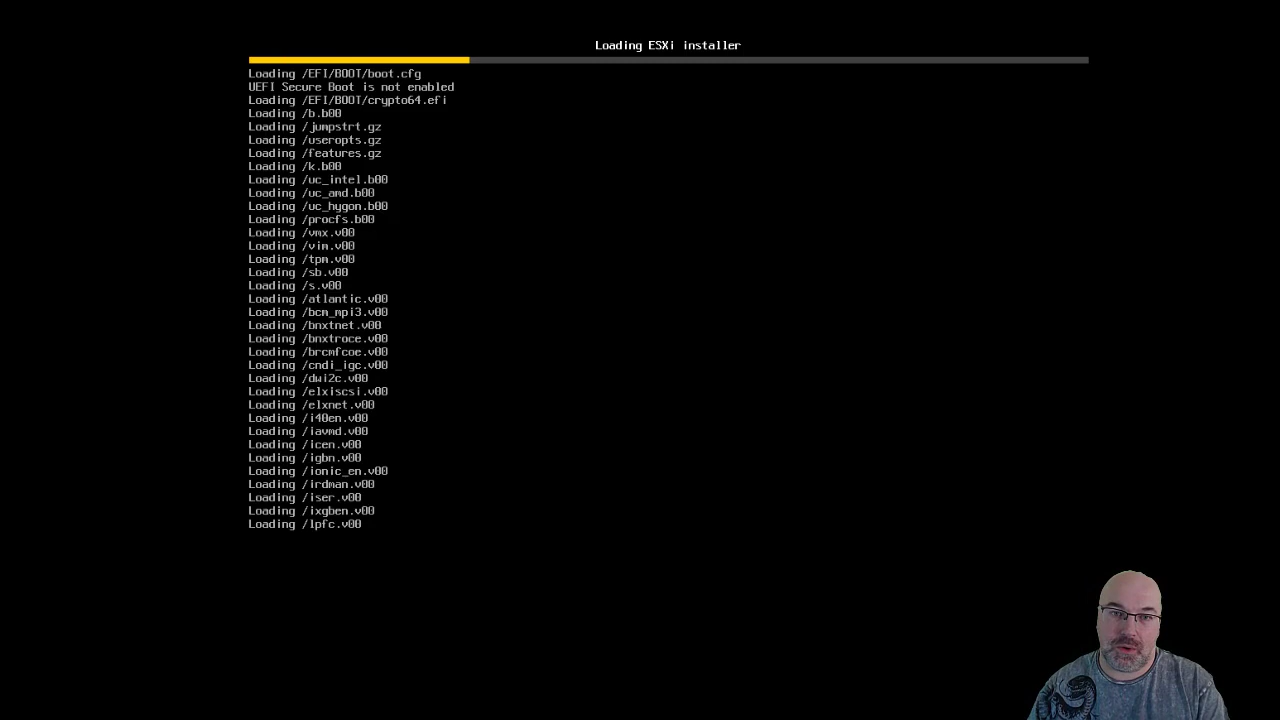 Loading ESXi installer
Loading /EFI/BOOT/boot.cfg
UEFI Secure Boot is not enabled
Loading /EFI/BOOT/crypto64.efi
Loading /b.b00
Loading /jumpstrt.gz
Loading /useropts.gz
Loading /features.gz
Loading /k.b00
Loading /uc_intel.b00
Loading /uc_amd.b00
Loading /uc_hygon.b00
Loading /procfs.b00
Loading /vmx.v00
Loading /vim.v00
Loading /tpm.v00
Loading /sb.v00
Loading /s.v00
Loading /atlantic.v00
Loading /bcm_mpi3.v00
Loading /bnxtnet.v00
Loading /bnxtroce.v00
Loading /brcmfcoe.v00
Loading /cndi_igc.v00
Loading /dwi2c.v00
Loading /elxiscsi.v00
Loading /elxnet.v00
Loading /i40en.v00
Loading /iavmd.v00
Loading /icen.v00
Loading /igbn.v00
Loading /ionic_en.v00
Loading /irdman.v00
Loading /iser.v00
Loading /ixgben.v00
Loading /lpfc.v00